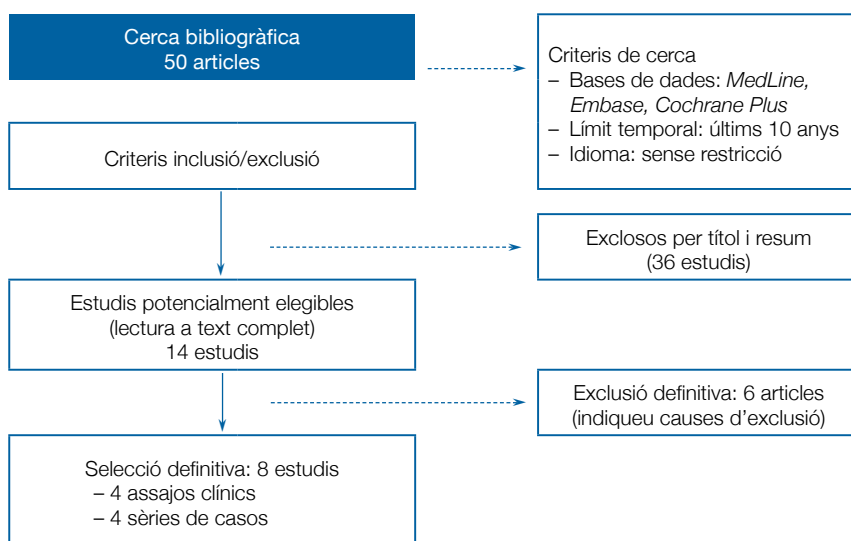 Cerca bibliogràfica
50 articles
Criteris de cerca
– Bases de dades: MedLine,
Embase, Cochrane Plus
– Límit temporal: últims 10 anys
– Idioma: sense restricció
Criteris inclusió/exclusió
Exclosos per títol i resum
(36 estudis)
Estudis potencialment elegibles
(lectura a text complet)
14 estudis
Exclusió definitiva: 6 articles
(indiqueu causes d’exclusió)
Selecció definitiva: 8 estudis
– 4 assajos clínics
– 4 sèries de casos